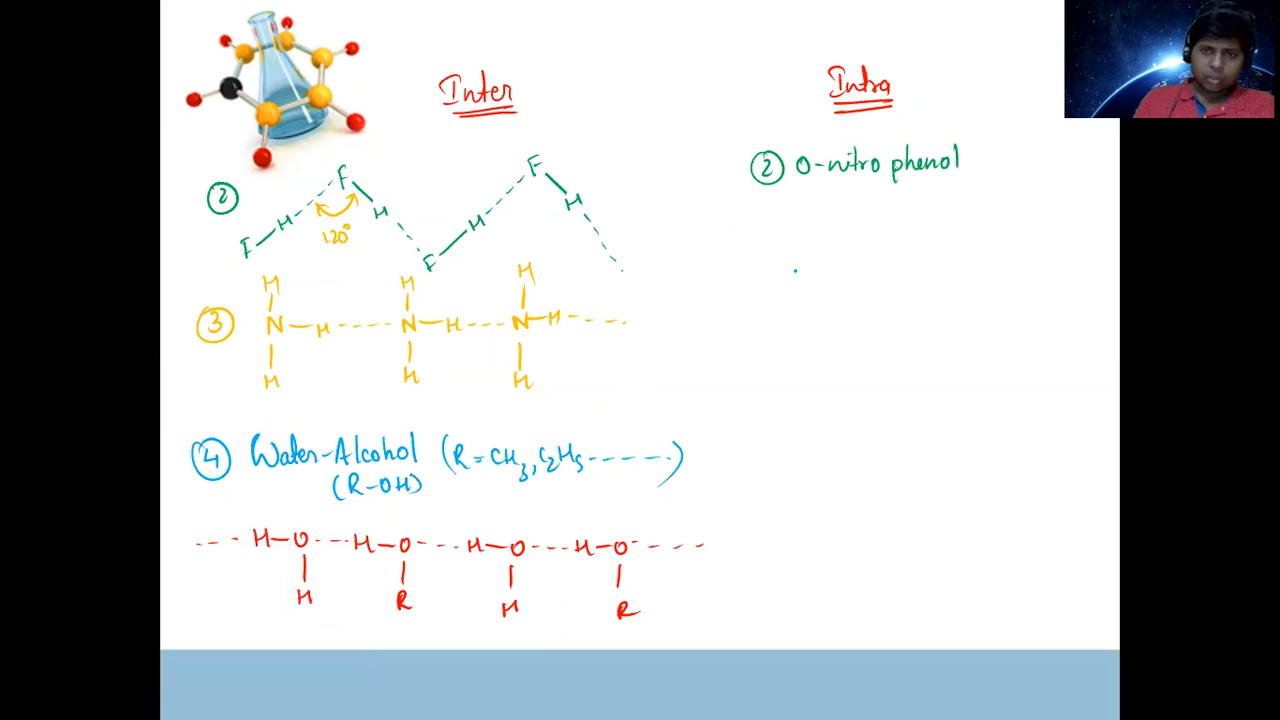 Inter
Intra
② F H F H F H F H
120°
② O-nitro phenol
H H H
③ N—H----N—H---N—H---
H H H
④ Water-Alcohol (R=CH3, C2H5------)
(R-OH)
---H—O---H—O----H—O----H—O----
H R H R